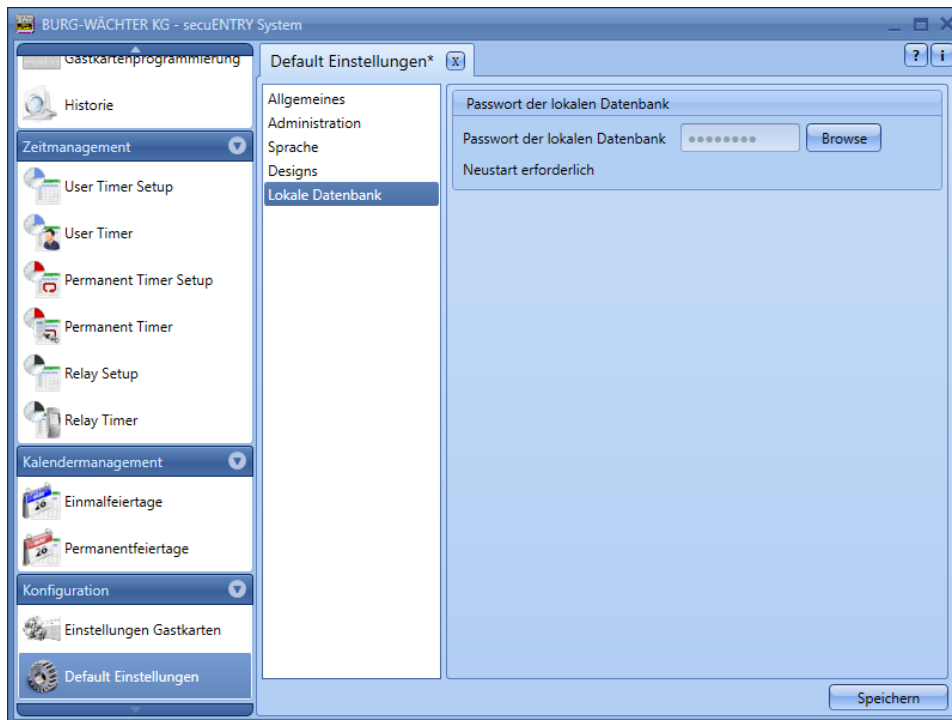 BURG-WÄCHTER KG - secuENTRY System
Gastkartenprogrammierung
Historie
Zeitmanagement
User Timer Setup
User Timer
Permanent Timer Setup
Permanent Timer
Relay Setup
Relay Timer
Kalendermanagement
Einmalfeiertage
Permanentfeiertage
Konfiguration
Einstellungen Gastkarten
Default Einstellungen
Default Einstellungen* x
? i
Allgemeines
Administration
Sprache
Designs
Lokale Datenbank
Passwort der lokalen Datenbank
Passwort der lokalen Datenbank ●●●●●●●● Browse
Neustart erforderlich
Speichern